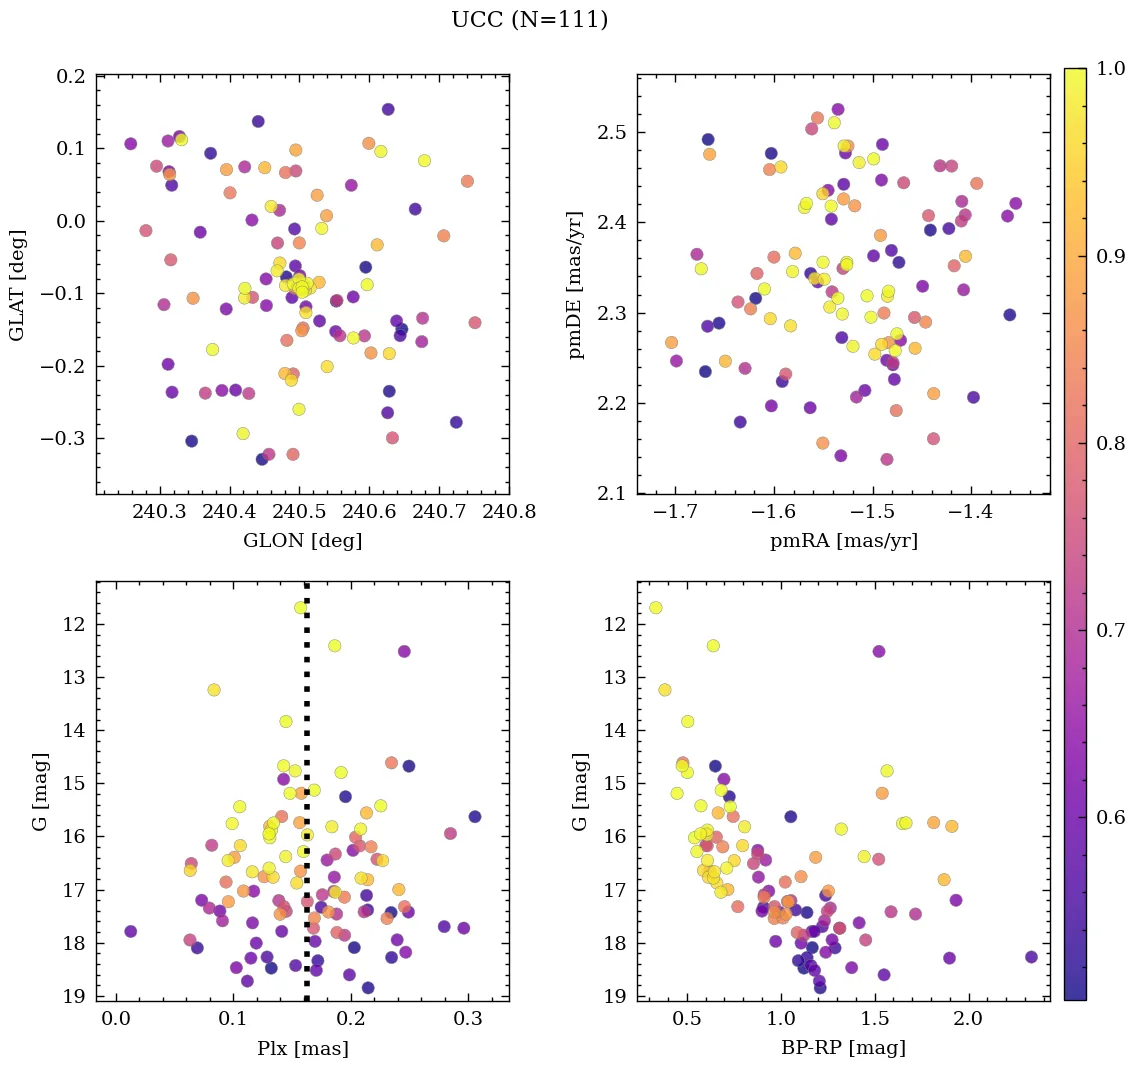 UCC (N=111)
0.2
0.1
0.0
−0.1
−0.2
−0.3
GLAT [deg]
240.3 240.4 240.5 240.6 240.7 240.8
GLON [deg]
2.5
2.4
2.3
2.2
2.1
pmDE [mas/yr]
−1.7 −1.6 −1.5 −1.4
pmRA [mas/yr]
12
13
14
15
16
17
18
19
G [mag]
0.0 0.1 0.2 0.3
Plx [mas]
12
13
14
15
16
17
18
19
G [mag]
0.5 1.0 1.5 2.0
BP-RP [mag]
1.0
0.9
0.8
0.7
0.6